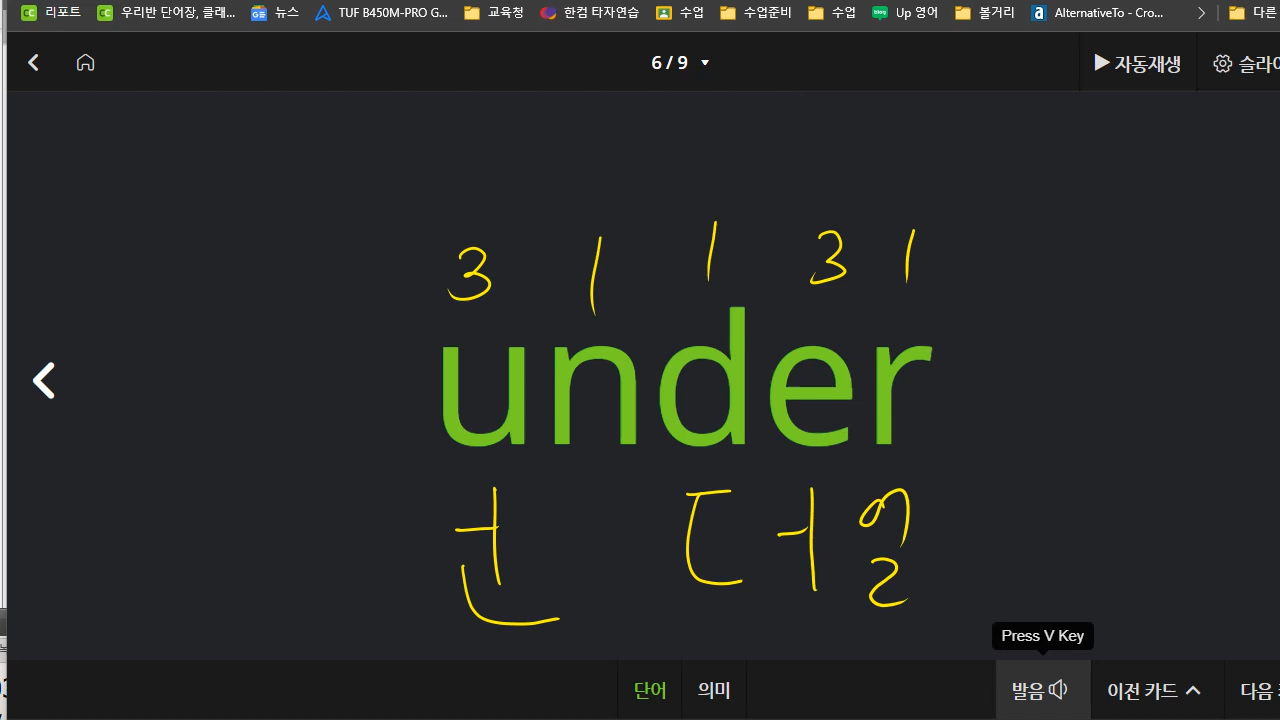 리포트 우리반 단어장, 클래... 뉴스 TUF B450M-PRO G... 교육청 한컴 타자연습 수업 수업준비 수업 Up 영어 볼거리 AlternativeTo - Cro... 다른
6 / 9 자동재생 슬라이
3 1 1 3 1
under
Press V Key
단어 의미 발음 이전 카드 다음